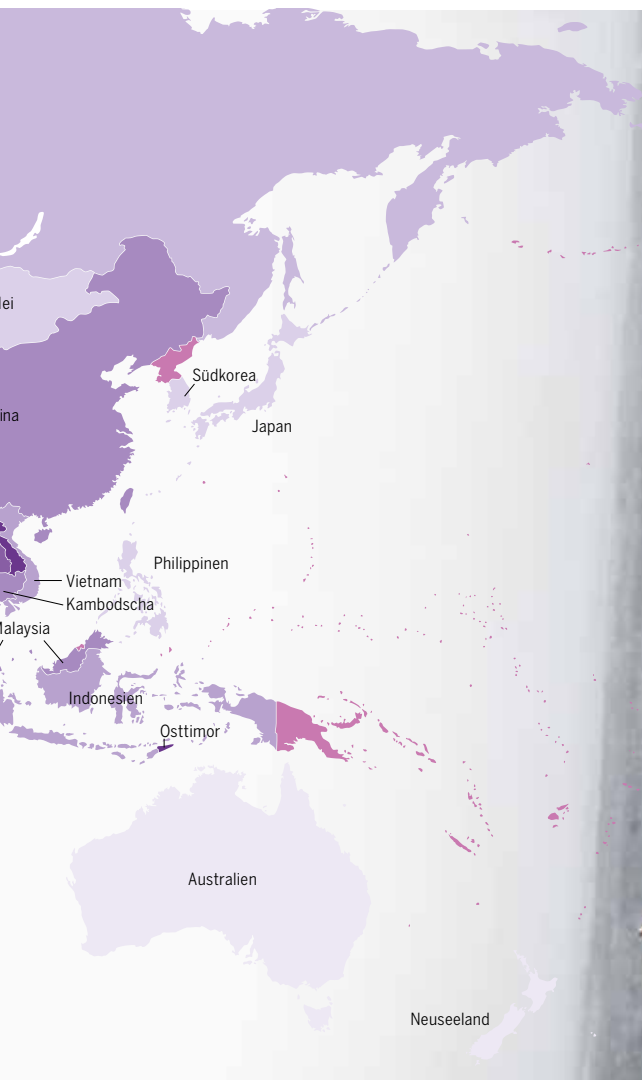 lei
Südkorea
ina
Japan
Philippinen
Vietnam
Kambodscha
Malaysia
Indonesien
Osttimor
Australien
Neuseeland